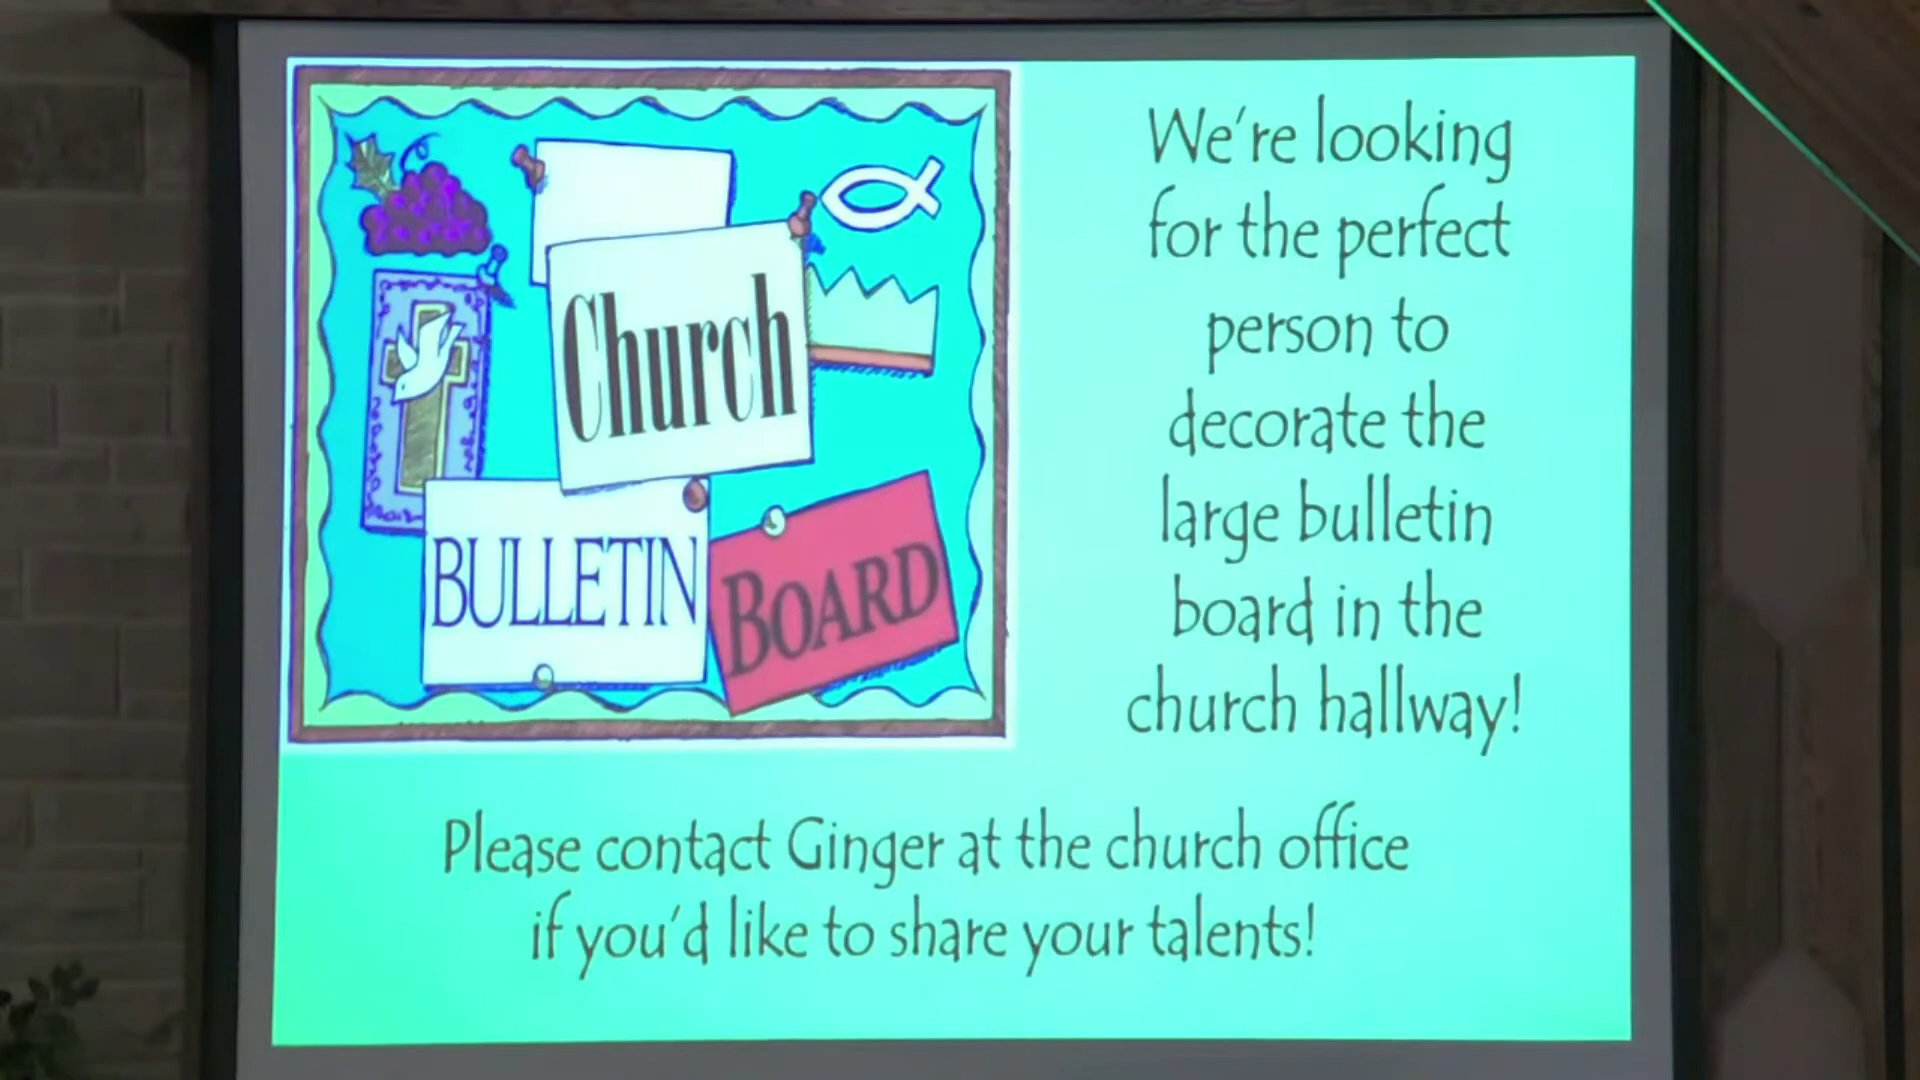 Church
BULLETIN
BOARD
We're looking
for the perfect
person to
decorate the
large bulletin
board in the
church hallway!
Please contact Ginger at the church office
if you'd like to share your talents!